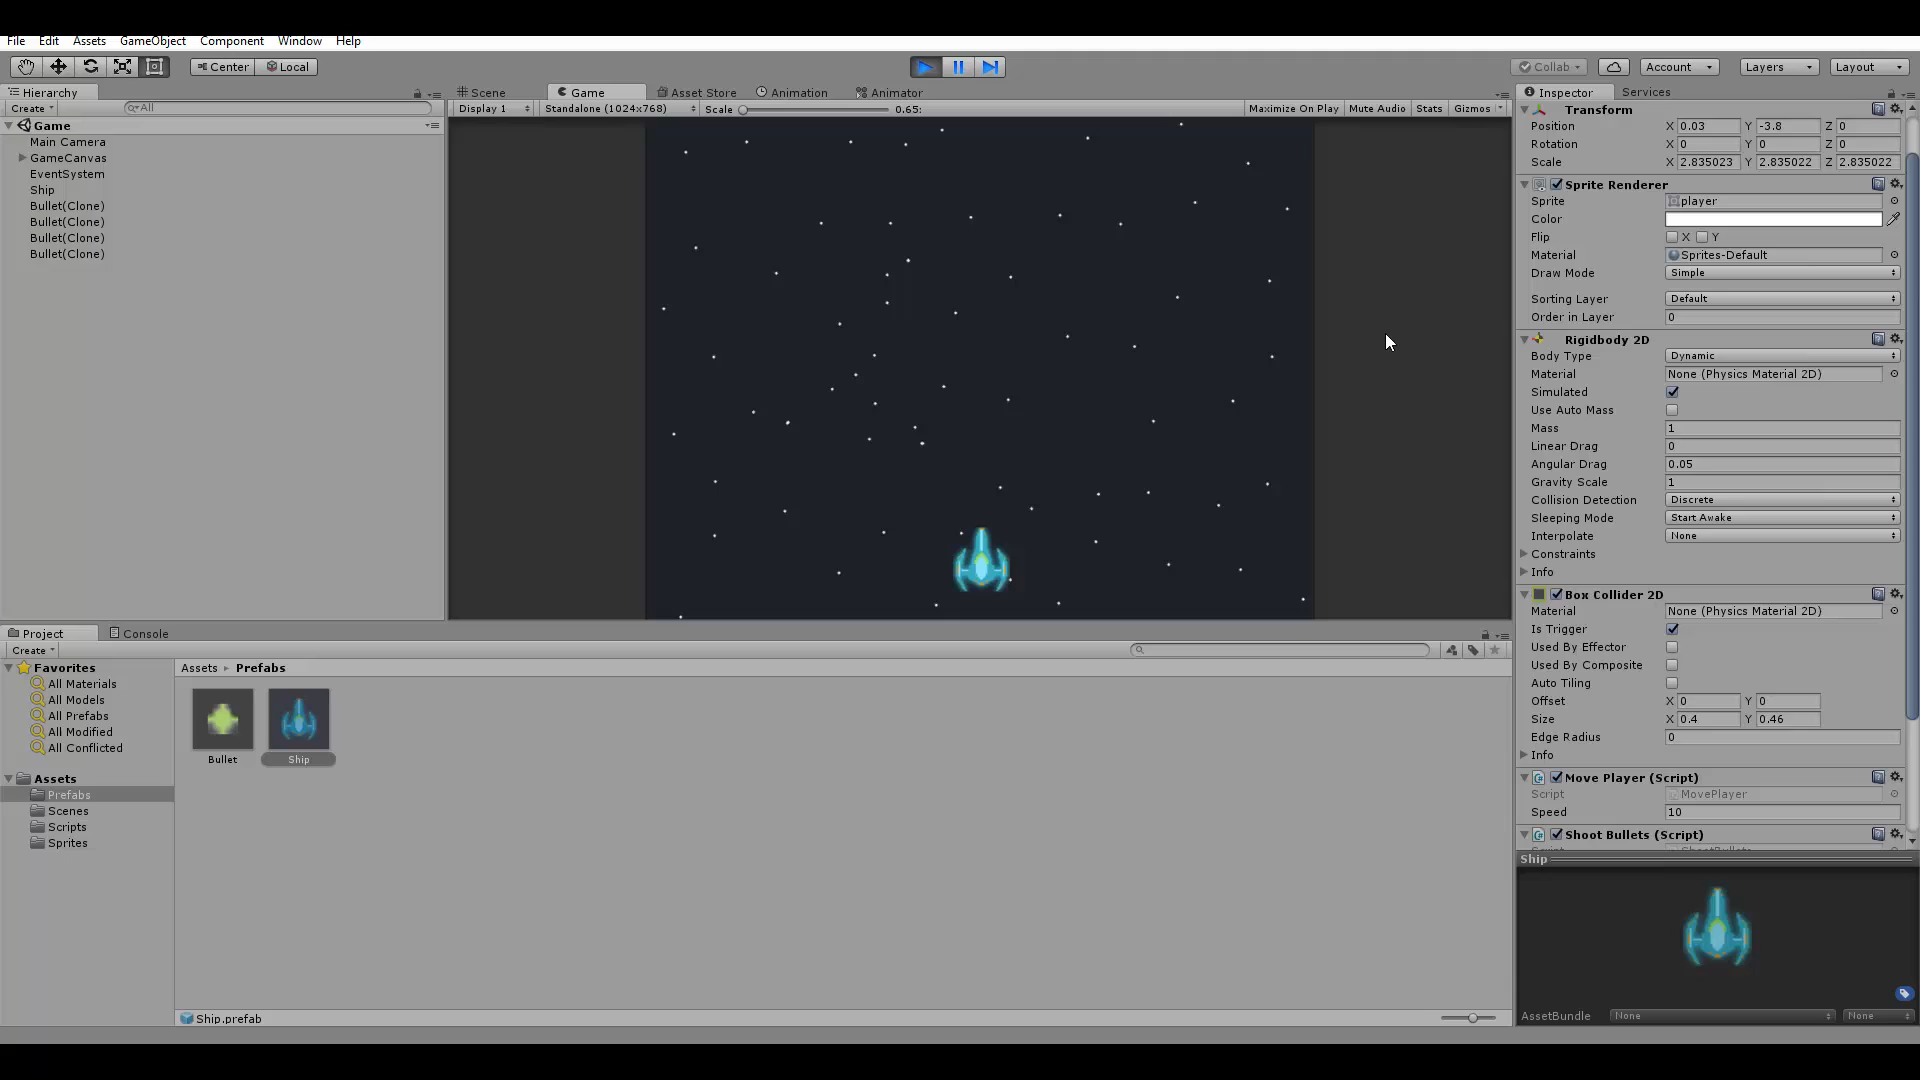 File Edit Assets GameObject Component Window Help
Center Local Collab Account Layers Layout
Hierarchy
Create All
Game
Main Camera
GameCanvas
EventSystem
Ship
Bullet(Clone)
Bullet(Clone)
Bullet(Clone)
Bullet(Clone)
Scene Game Asset Store Animation Animator
Display 1 Standalone (1024x768) Scale 0.65: Maximize On Play Mute Audio Stats Gizmos
Project Console
Create
Favorites
All Materials
All Models
All Prefabs
All Modified
All Conflicted
Assets
Prefabs
Scenes
Scripts
Sprites
Assets Prefabs
Bullet Ship
Ship.prefab
Inspector Services
Transform
Position X 0.03 Y -3.8 Z 0
Rotation X 0 Y 0 Z 0
Scale X 2.835023 Y 2.835022 Z 2.835022
Sprite Renderer
Sprite player
Color
Flip X Y
Material Sprites-Default
Draw Mode Simple
Sorting Layer Default
Order in Layer 0
Rigidbody 2D
Body Type Dynamic
Material None (Physics Material 2D)
Simulated
Use Auto Mass
Mass 1
Linear Drag 0
Angular Drag 0.05
Gravity Scale 1
Collision Detection Discrete
Sleeping Mode Start Awake
Interpolate None
Constraints
Info
Box Collider 2D
Material None (Physics Material 2D)
Is Trigger
Used By Effector
Used By Composite
Auto Tiling
Offset X 0 Y 0
Size X 0.4 Y 0.46
Edge Radius 0
Info
Move Player (Script)
Script MovePlayer
Speed 10
Shoot Bullets (Script)
Ship
AssetBundle None None